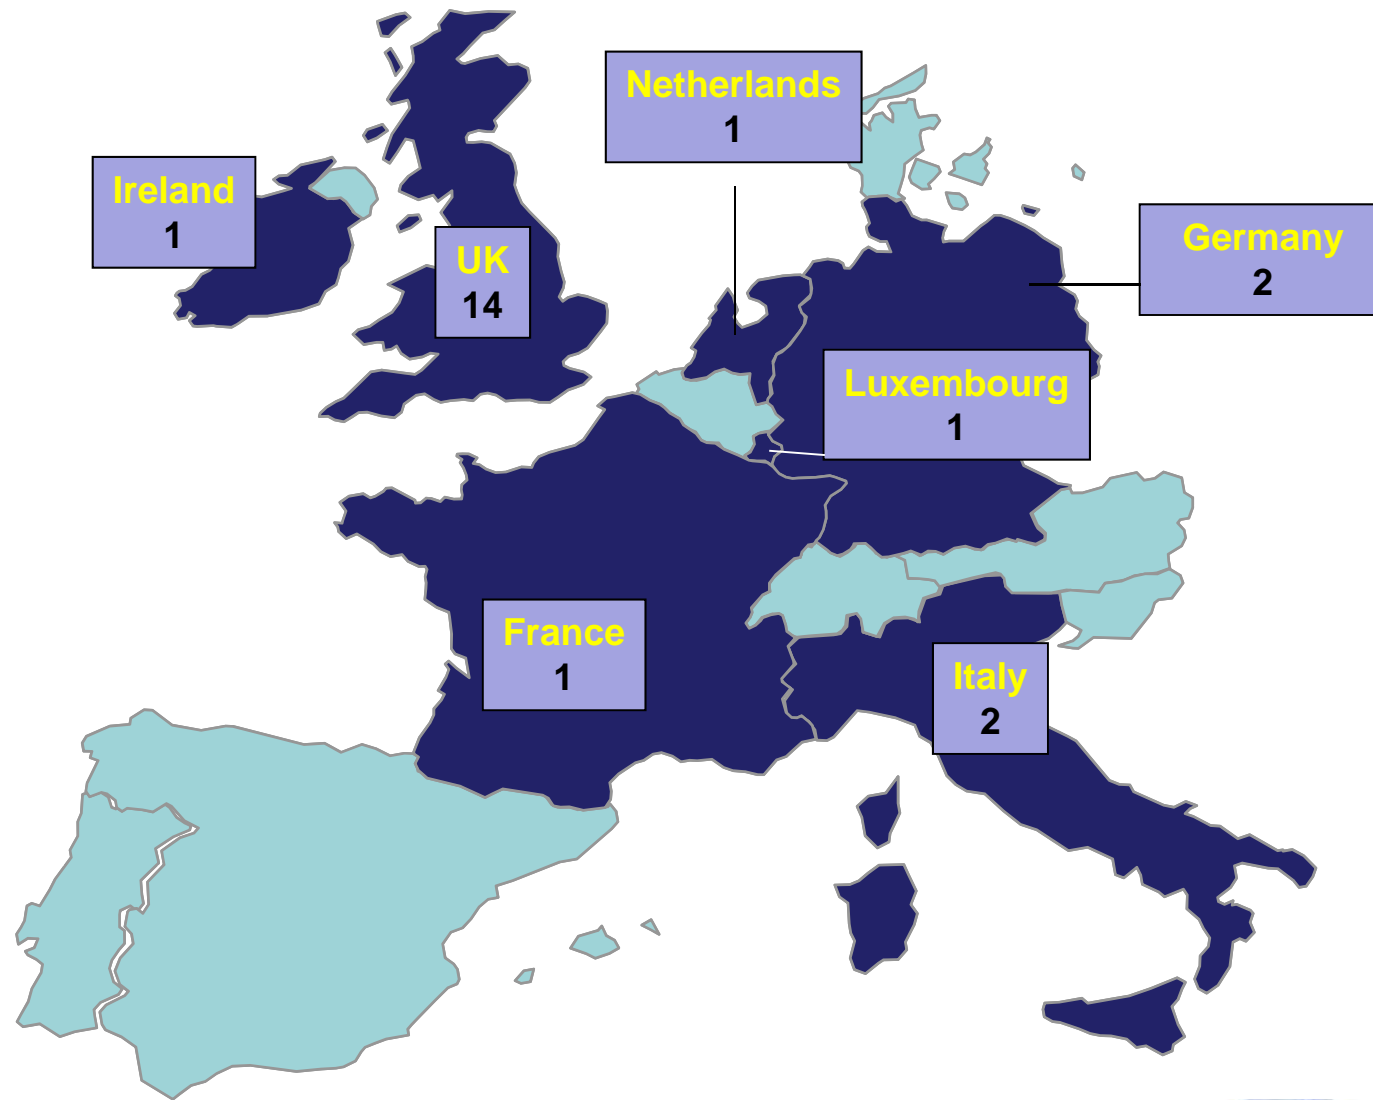 Netherlands
1
Ireland
1
UK
14
Germany
2
Luxembourg
1
France
1
Italy
2